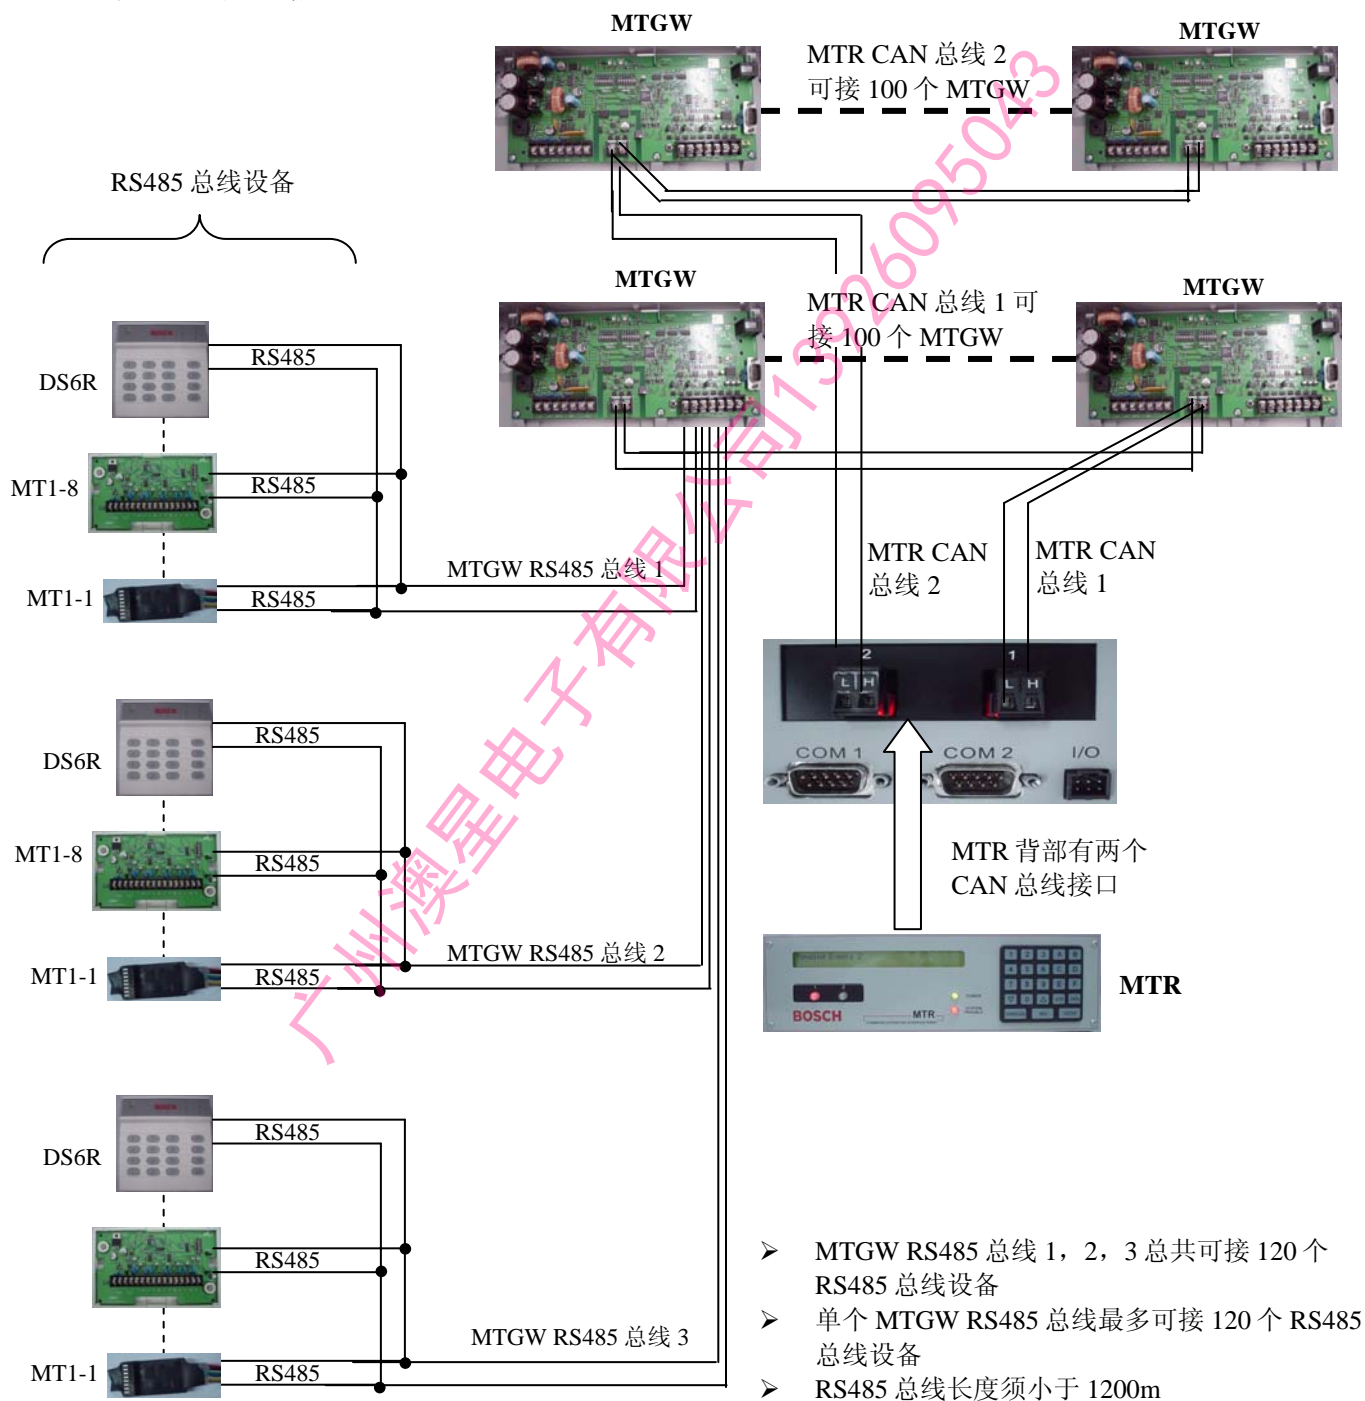 MTGW
MTGW
MTR CAN 总线 2
可接 100 个 MTGW
RS485 总线设备
MTGW
MTGW
MTR CAN 总线 1 可
接 100 个 MTGW
RS485
DS6R
MT1-8
RS485
MTGW RS485 总线 1
MT1-1
RS485
MTR CAN
总线 2
MTR CAN
总线 1
2
1
L H
L H
COM 1
COM 2
I/O
RS485
DS6R
MT1-8
RS485
MTR 背部有两个
CAN 总线接口
MTGW RS485 总线 2
MT1-1
RS485
BOSCH
MTR
MTR
RS485
DS6R
RS485
MTGW RS485 总线 3
MT1-1
RS485
➢ MTGW RS485 总线 1，2，3 总共可接 120 个
RS485 总线设备
➢ 单个 MTGW RS485 总线最多可接 120 个 RS485
总线设备
➢ RS485 总线长度须小于 1200m
广州澳星电子有限公司13926095043